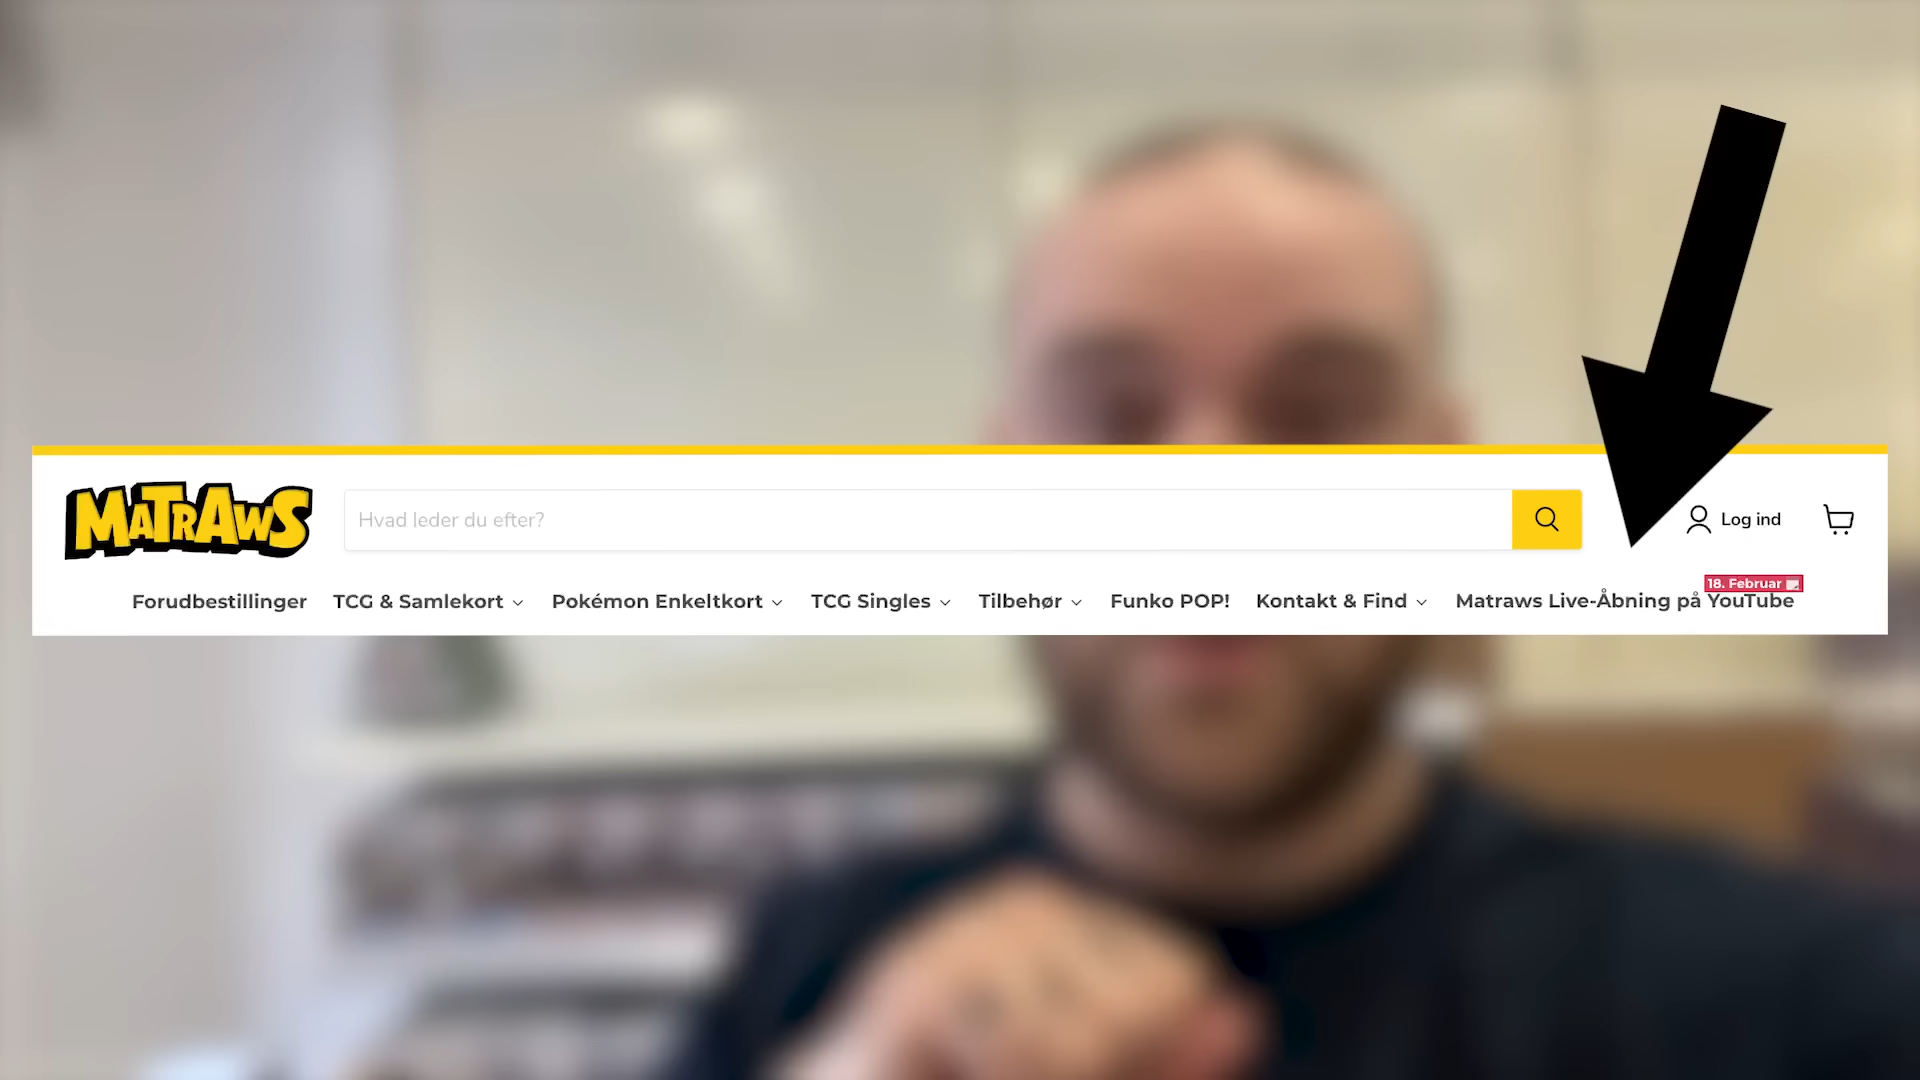 MATRAWS
Hvad leder du efter?
Log ind
18. Februar
Forudbestillinger TCG & Samlekort Pokémon Enkeltkort TCG Singles Tilbehør Funko POP! Kontakt & Find Matraws Live-Åbning på YouTube